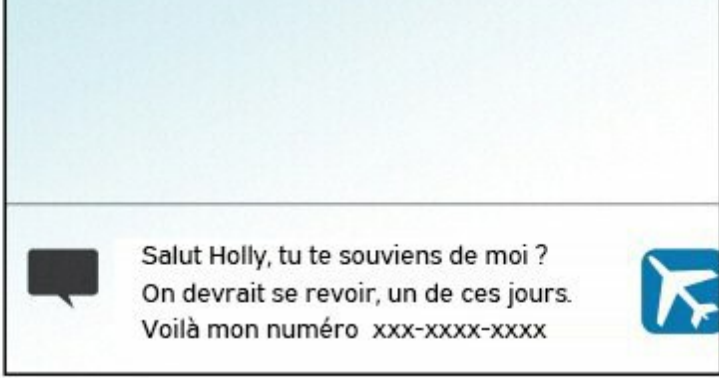 Salut Holly, tu te souviens de moi ?
On devrait se revoir, un de ces jours.
Voilà mon numéro xxx-xxxx-xxxx